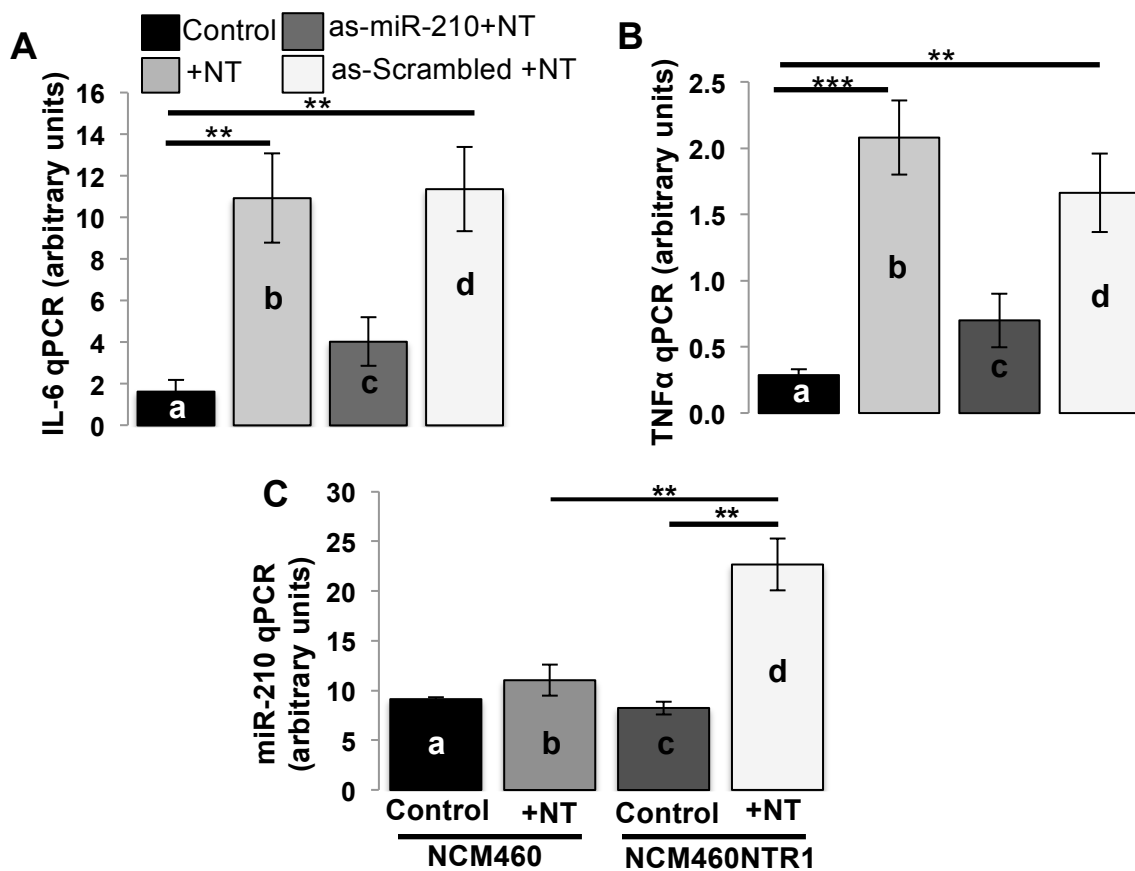 A
Control
as-miR-210+NT
+NT
as-Scrambled +NT
IL-6 qPCR (arbitrary units)
16
14
12
10
8
6
4
2
0
**
**
a
b
c
d
B
TNFα qPCR (arbitrary units)
2.5
2.0
1.5
1.0
0.5
0.0
**
***
a
b
c
d
C
miR-210 qPCR
(arbitrary units)
30
25
20
15
10
5
0
**
**
a
b
c
d
Control +NT Control +NT
NCM460 NCM460NTR1